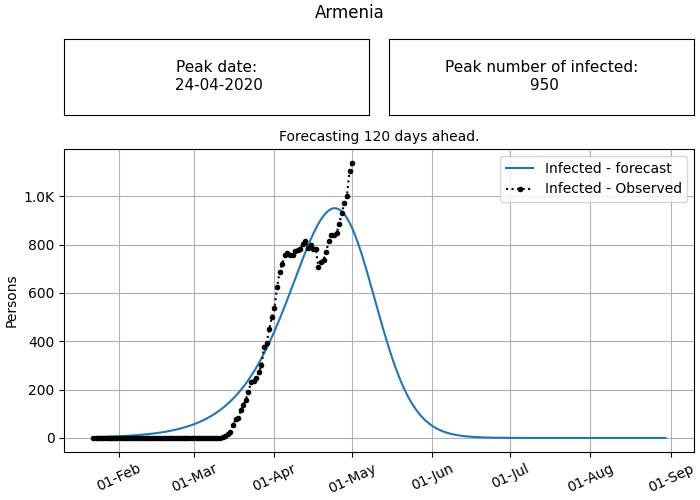 Armenia
Peak date:
24-04-2020
Peak number of infected:
950
Forecasting 120 days ahead.
Infected - forecast
Infected - Observed
Persons
1.0K
800
600
400
200
0
01-Feb
01-Mar
01-Apr
01-May
01-Jun
01-Jul
01-Aug
01-Sep